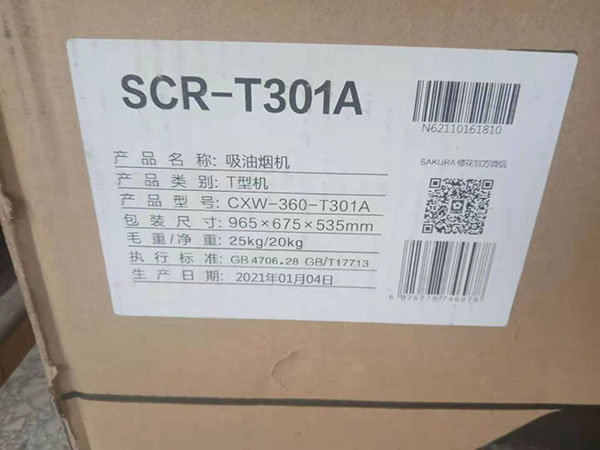 SCR-T301A
N62110161810
SAKURA 樱花官方微信
产品名称: 吸油烟机
产品类别: T型机
产品型号: CXW-360-T301A
包装尺寸: 965×675×535mm
毛重/净重: 25kg/20kg
执行标准: GB 4706.28 GB/T17713
生产日期: 2021年01月04日